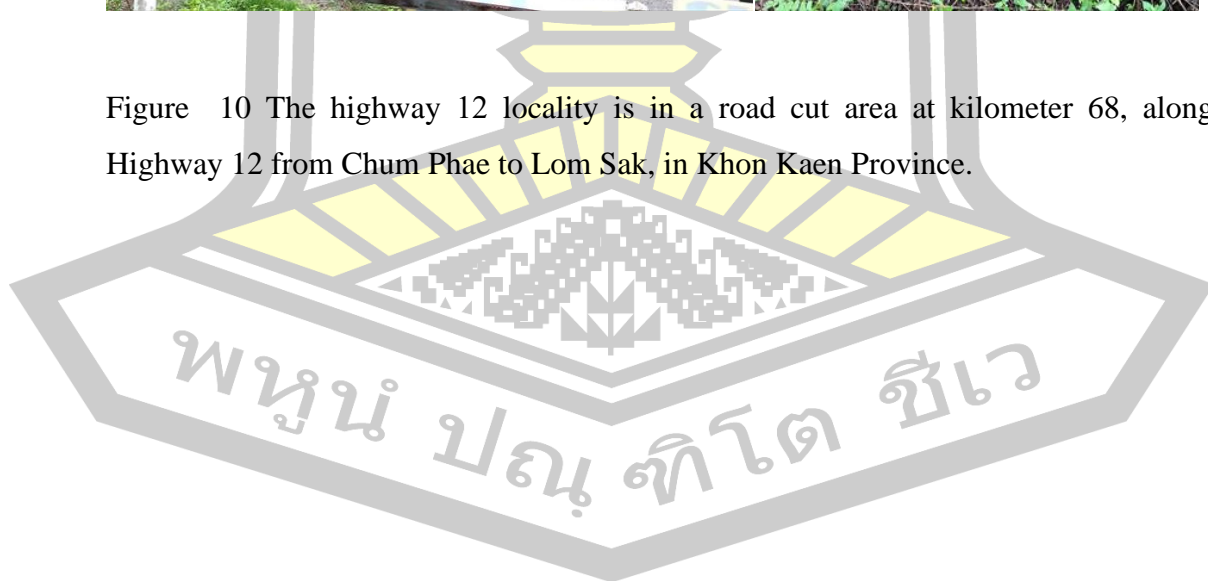 Figure 10 The highway 12 locality is in a road cut area at kilometer 68, along
Highway 12 from Chum Phae to Lom Sak, in Khon Kaen Province.
พหูนํ ปณฺฑิโต ชีเว